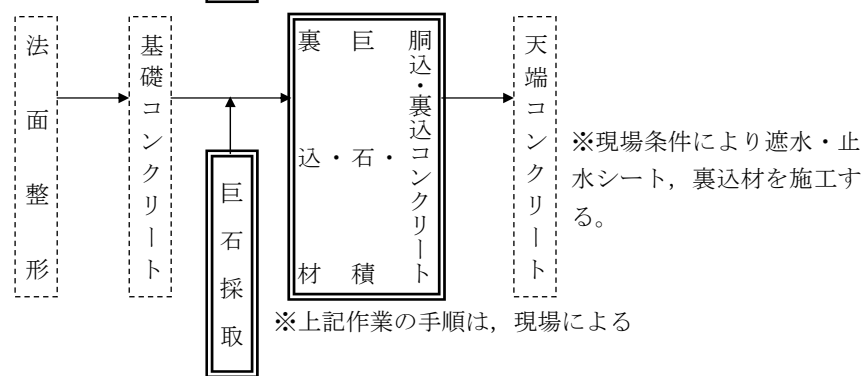 法面整形
基礎コンクリート
巨石採取
胴込・裏込コンクリート・
巨石積・
裏込材
天端コンクリート
※現場条件により遮水・止
水シート，裏込材を施工す
る。
※上記作業の手順は，現場による